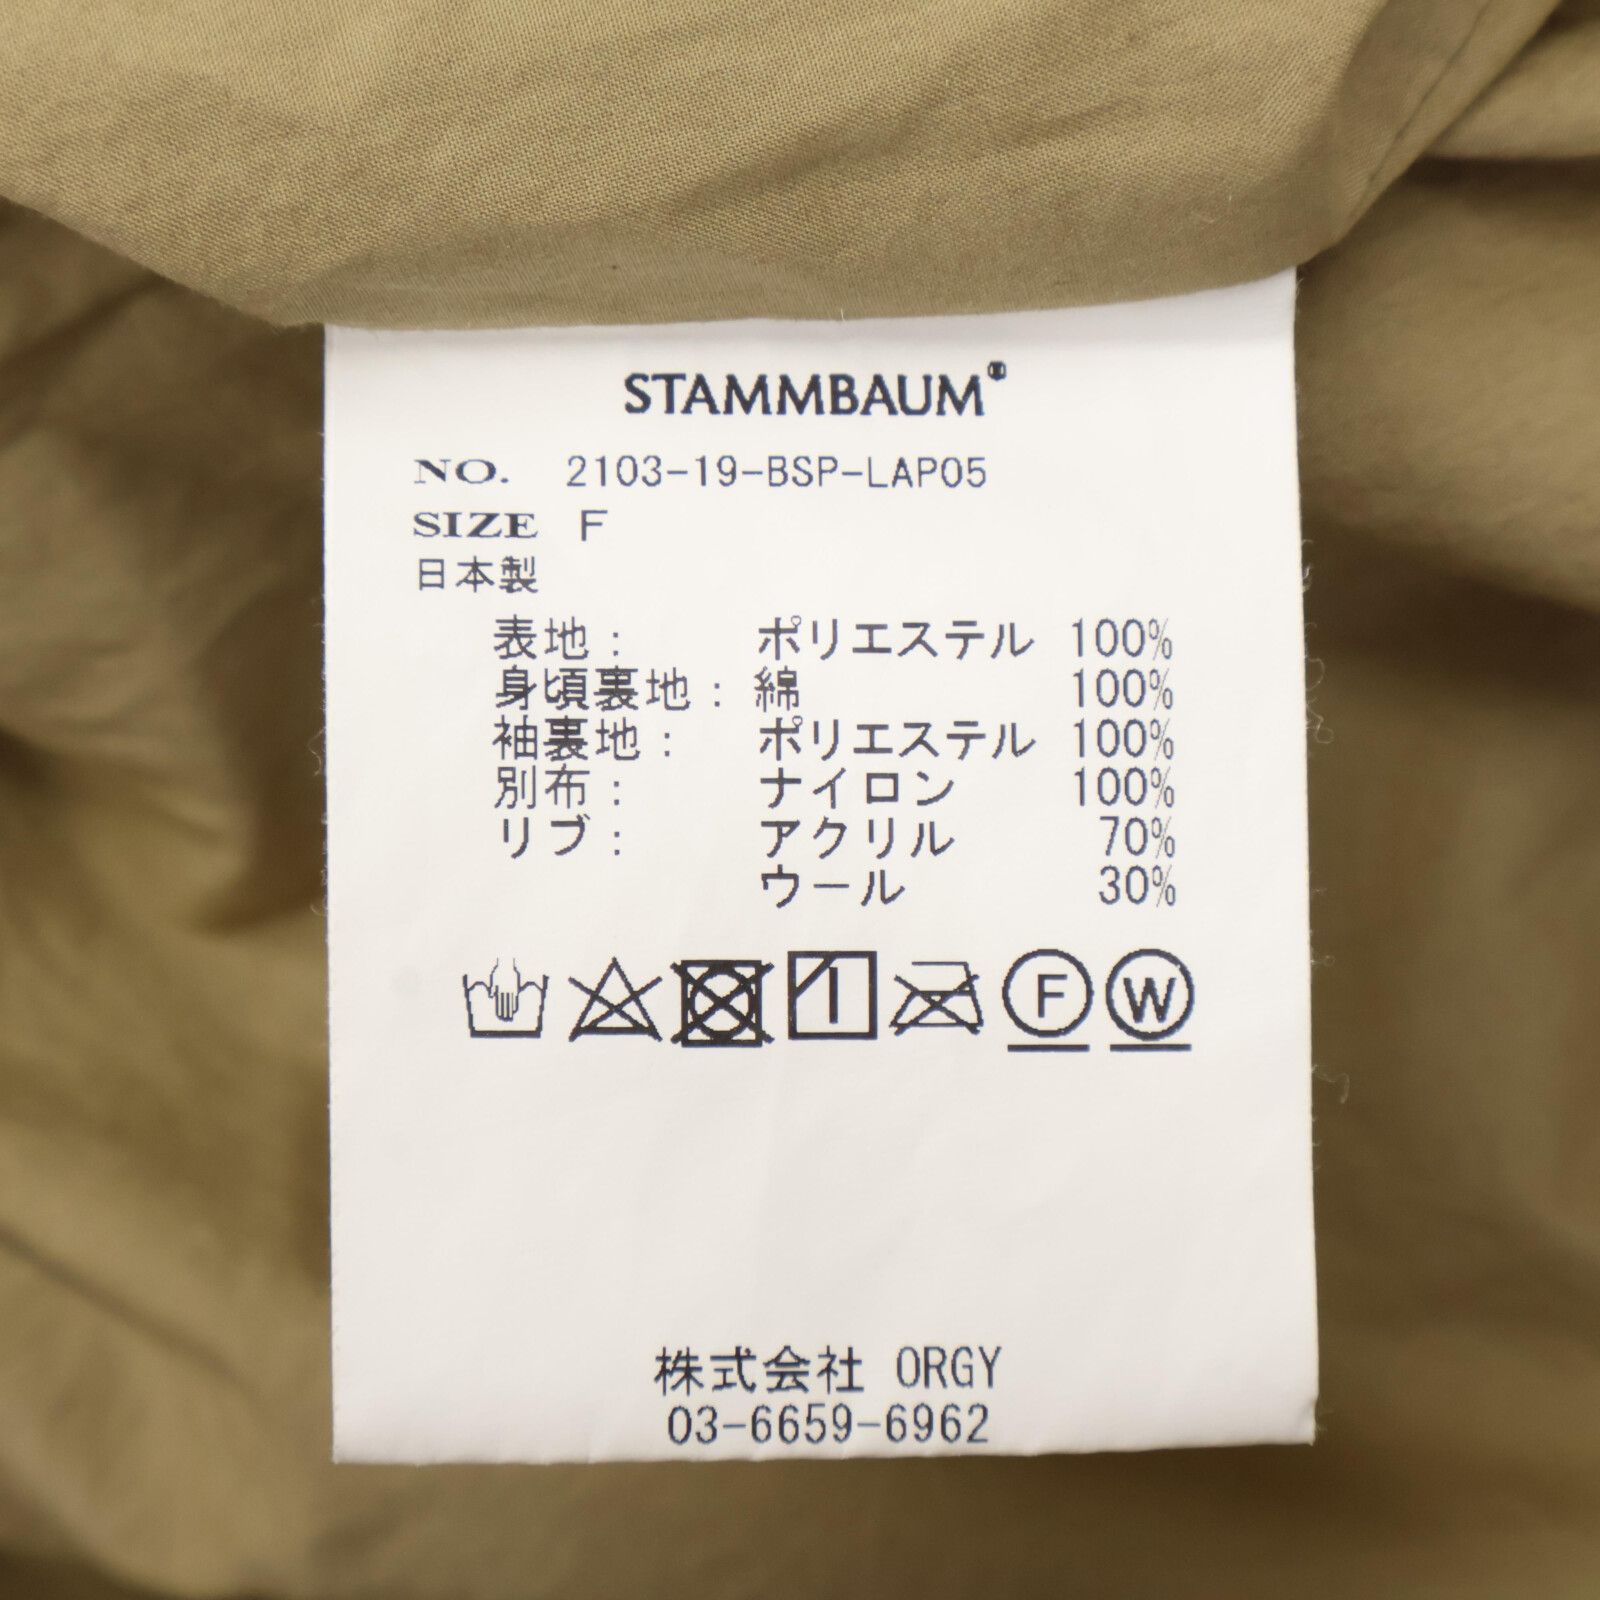 STAMMBAUM®
NO. 2103-19-BSP-LAP05
SIZE F
日本製
表地: ポリエステル 100%
身頃裏地: 綿 100%
袖裏地: ポリエステル 100%
別布: ナイロン 100%
リブ: アクリル 70%
ウール 30%
F W
株式会社 ORGY
03-6659-6962